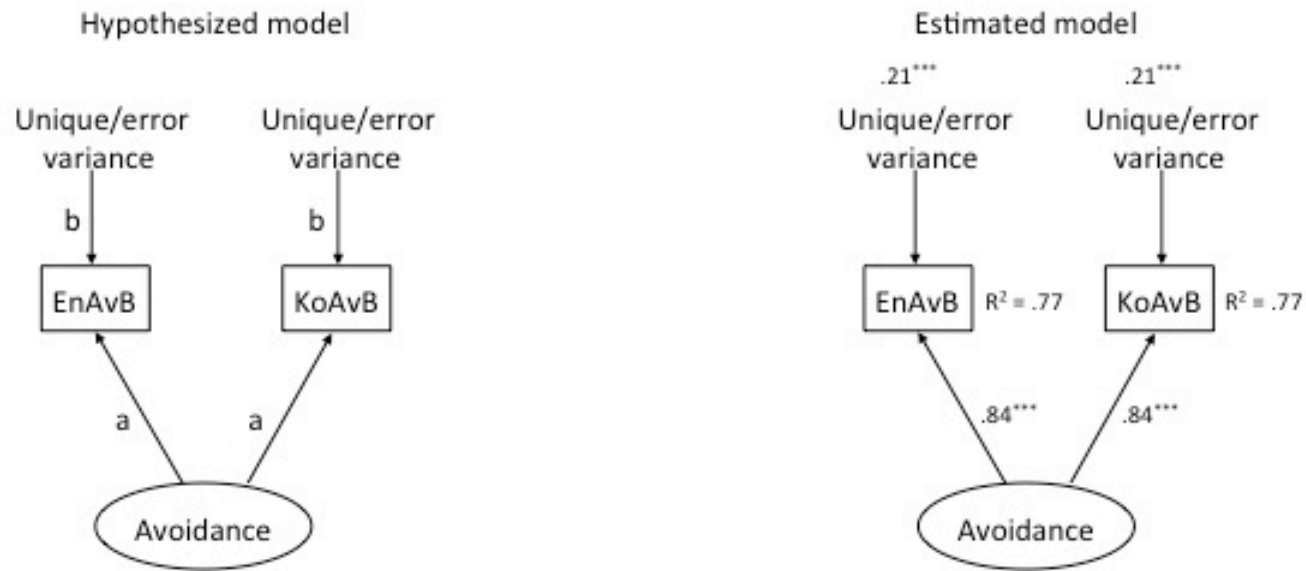 Hypothesized model
Unique/error
variance
Unique/error
variance
b
b
EnAvB
KoAvB
a
a
Avoidance
Estimated model
.21***
.21***
Unique/error
variance
Unique/error
variance
EnAvB
R² = .77
KoAvB
R² = .77
.84***
.84***
Avoidance